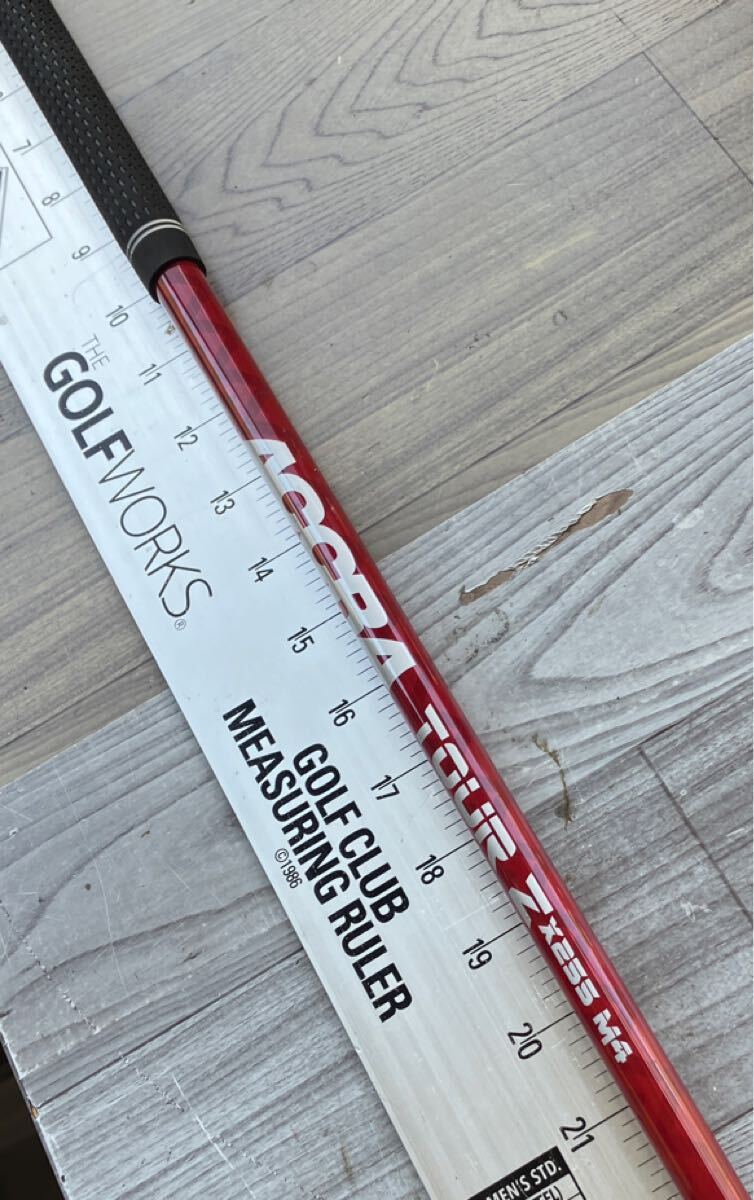 7
8
9
10
11
12
13
14
15
16
17
18
19
20
21
THE
GOLFWORKS®
GOLF CLUB
MEASURING RULER
©1986
ACCRA TOUR Z X255 M4
MEN'S STD.